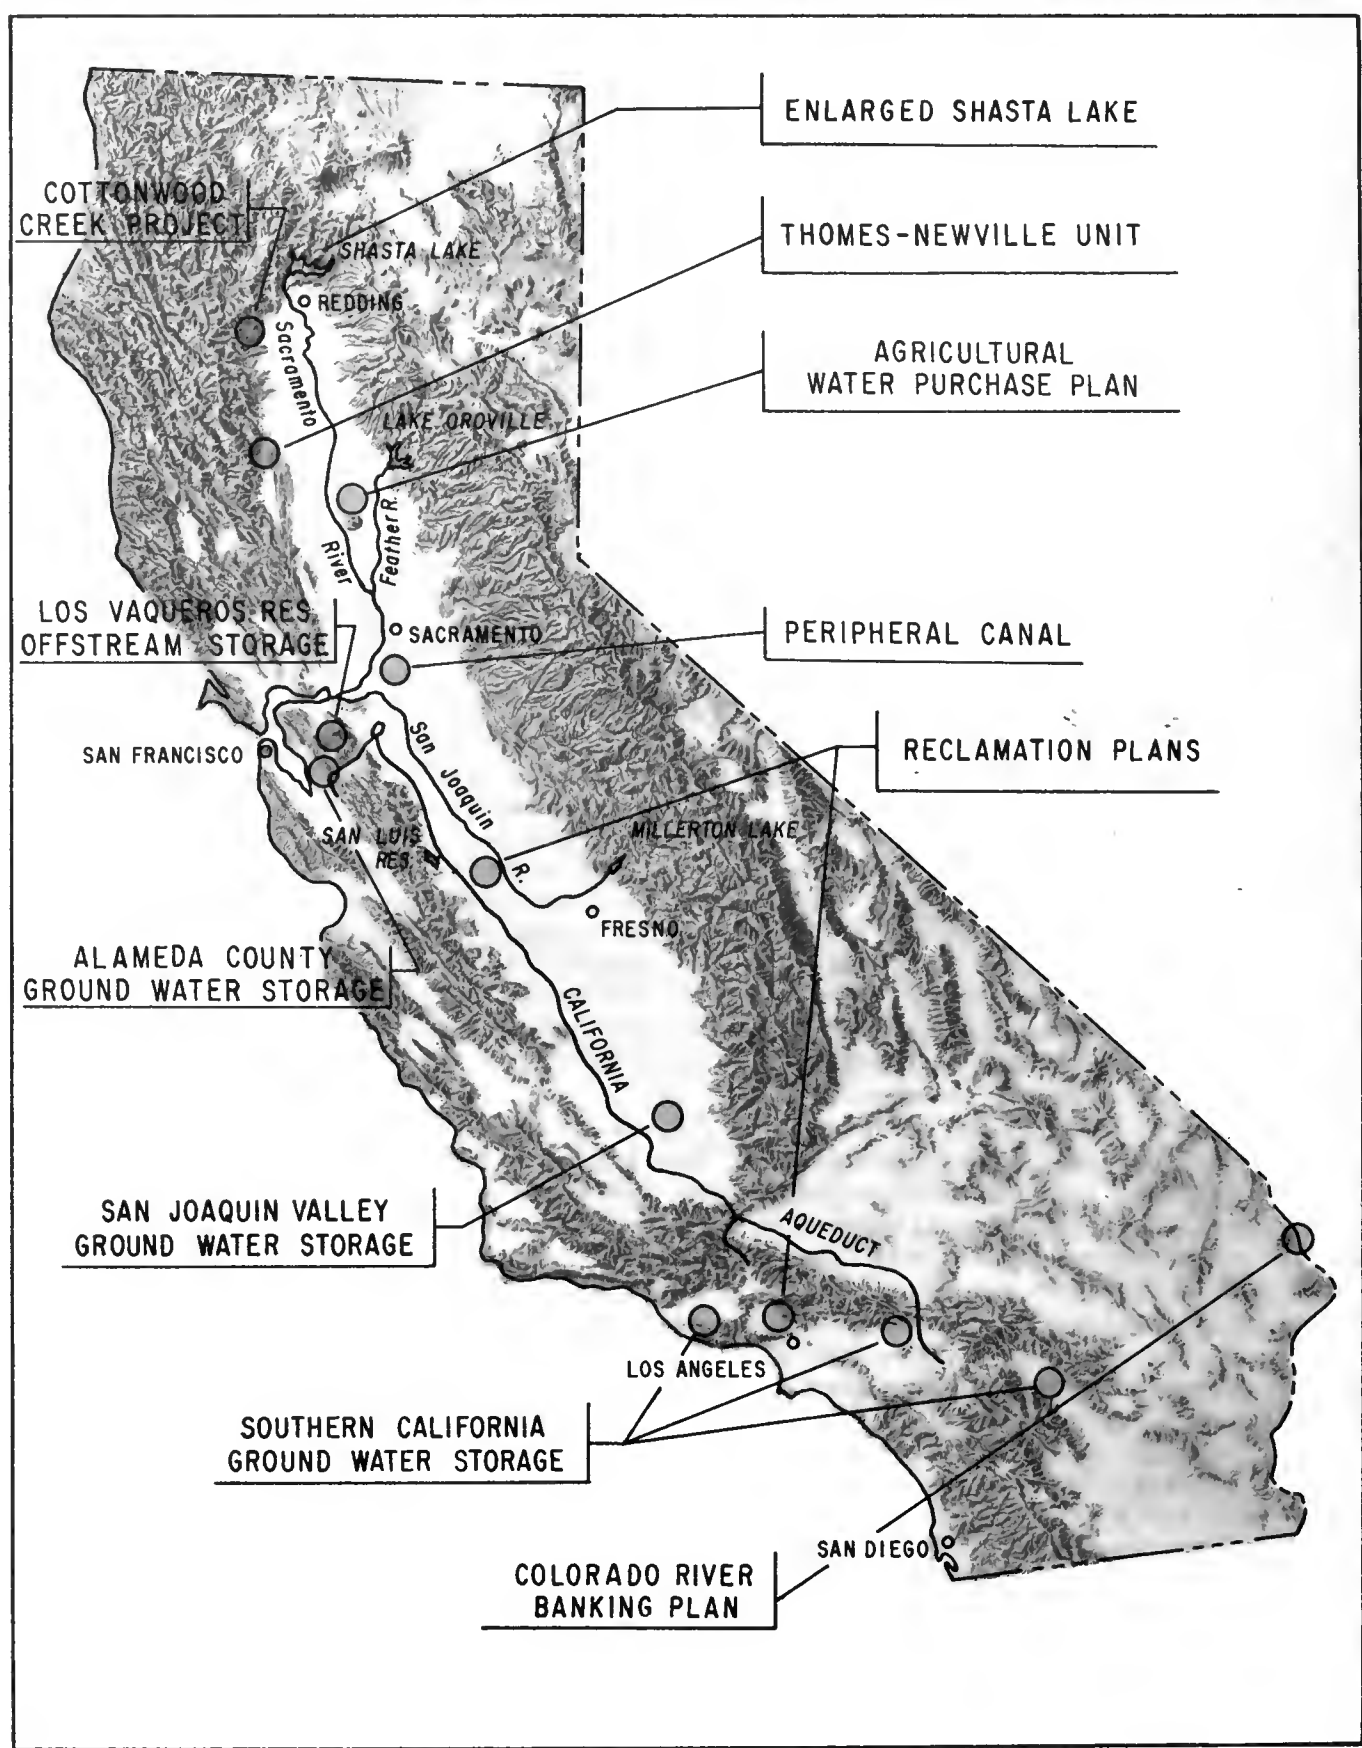 ENLARGED SHASTA LAKE
COTTONWOOD
CREEK PROJECT
THOMES-NEWVILLE UNIT
SHASTA LAKE
REDDING
Sacramento
River
AGRICULTURAL
WATER PURCHASE PLAN
LAKE OROVILLE
Feather R.
LOS VAQUEROS RES.
OFFSTREAM STORAGE
SACRAMENTO
PERIPHERAL CANAL
SAN FRANCISCO
San Joaquin
R.
RECLAMATION PLANS
SAN LUIS
RES.
MILLERTON LAKE
FRESNO
ALAMEDA COUNTY
GROUND WATER STORAGE
CALIFORNIA
AQUEDUCT
SAN JOAQUIN VALLEY
GROUND WATER STORAGE
LOS ANGELES
SOUTHERN CALIFORNIA
GROUND WATER STORAGE
SAN DIEGO
COLORADO RIVER
BANKING PLAN